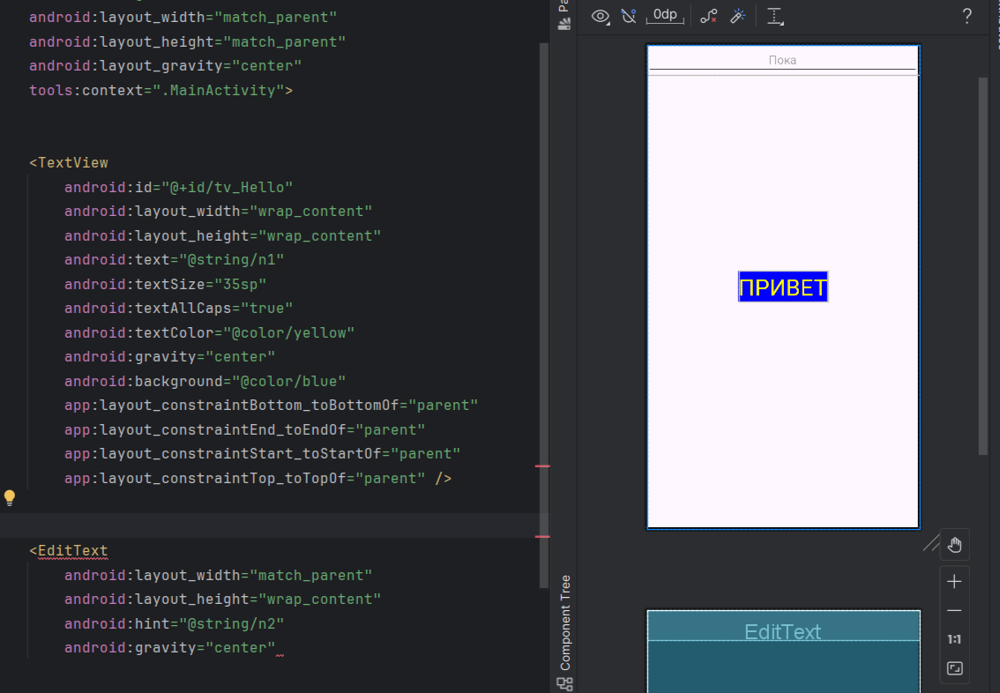 android:layout_width="match_parent"
android:layout_height="match_parent"
android:layout_gravity="center"
tools:context=".MainActivity">
<TextView
android:id="@+id/tv_Hello"
android:layout_width="wrap_content"
android:layout_height="wrap_content"
android:text="@string/n1"
android:textSize="35sp"
android:textAllCaps="true"
android:textColor="@color/yellow"
android:gravity="center"
android:background="@color/blue"
app:layout_constraintBottom_toBottomOf="parent"
app:layout_constraintEnd_toEndOf="parent"
app:layout_constraintStart_toStartOf="parent"
app:layout_constraintTop_toTopOf="parent" />
<EditText
android:layout_width="match_parent"
android:layout_height="wrap_content"
android:hint="@string/n2"
android:gravity="center"
Component Tree
0dp
?
Пока
ПРИВЕТ
1:1
EditText